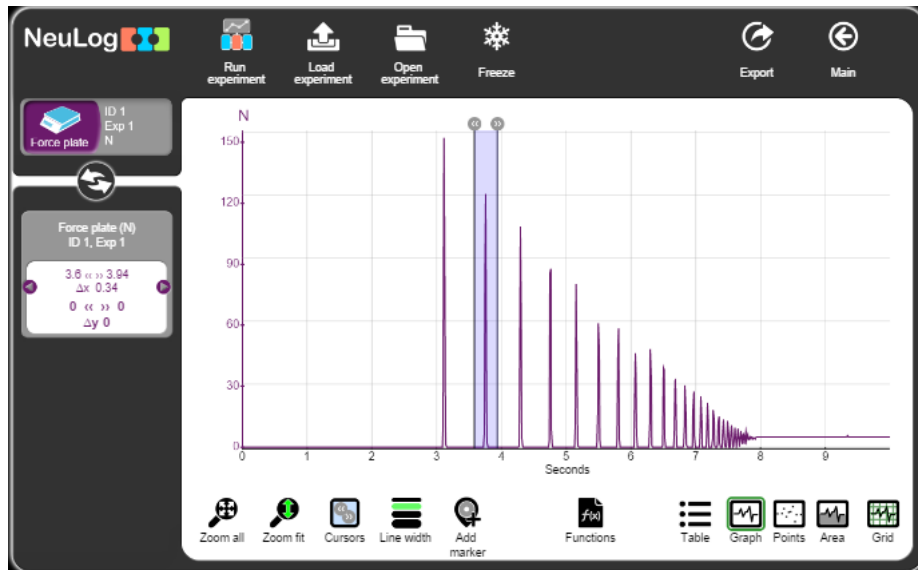 NeuLog
Run
experiment
Load
experiment
Open
experiment
Freeze
Export
Main
Force plate
ID 1
Exp 1
N
Force plate (N)
ID 1, Exp 1
3.6 « » 3.94
Δx 0.34
0 « » 0
Δy 0
N
150
120
90
60
30
0
0 1 2 3 4 5 6 7 8 9
Seconds
« »
Zoom all
Zoom fit
Cursors
Line width
Add
marker
f(x)
Functions
Table
Graph
Points
Area
Grid